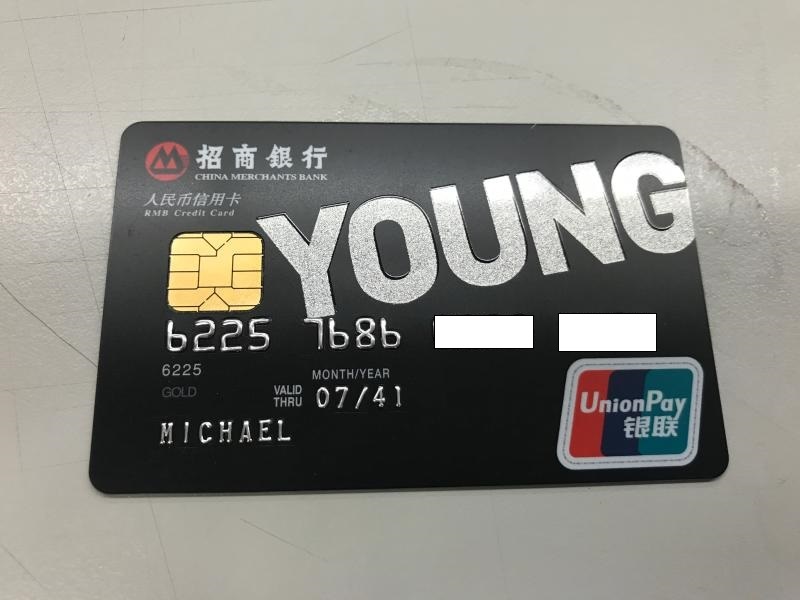 招商銀行
CHINA MERCHANTS BANK
人民币信用卡
RMB Credit Card
YOUNG
6225 7686
6225
MONTH/YEAR
GOLD
VALID THRU 07/41
MICHAEL
UnionPay
银联